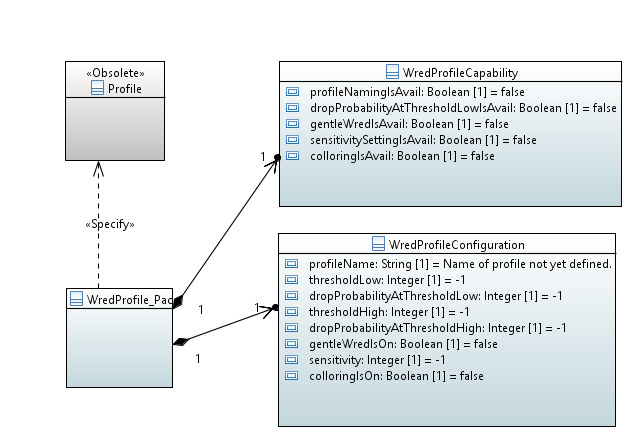 «Obsolete»
Profile
WredProfileCapability
profileNamingIsAvail: Boolean [1] = false
dropProbabilityAtThresholdLowIsAvail: Boolean [1] = false
gentleWredIsAvail: Boolean [1] = false
sensitivitySettingIsAvail: Boolean [1] = false
colloringIsAvail: Boolean [1] = false
1
«Specify»
WredProfileConfiguration
profileName: String [1] = Name of profile not yet defined.
thresholdLow: Integer [1] = -1
dropProbabilityAtThresholdLow: Integer [1] = -1
thresholdHigh: Integer [1] = -1
dropProbabilityAtThresholdHigh: Integer [1] = -1
gentleWredIsOn: Boolean [1] = false
sensitivity: Integer [1] = -1
colloringIsOn: Boolean [1] = false
WredProfile_Pac
1
1
1